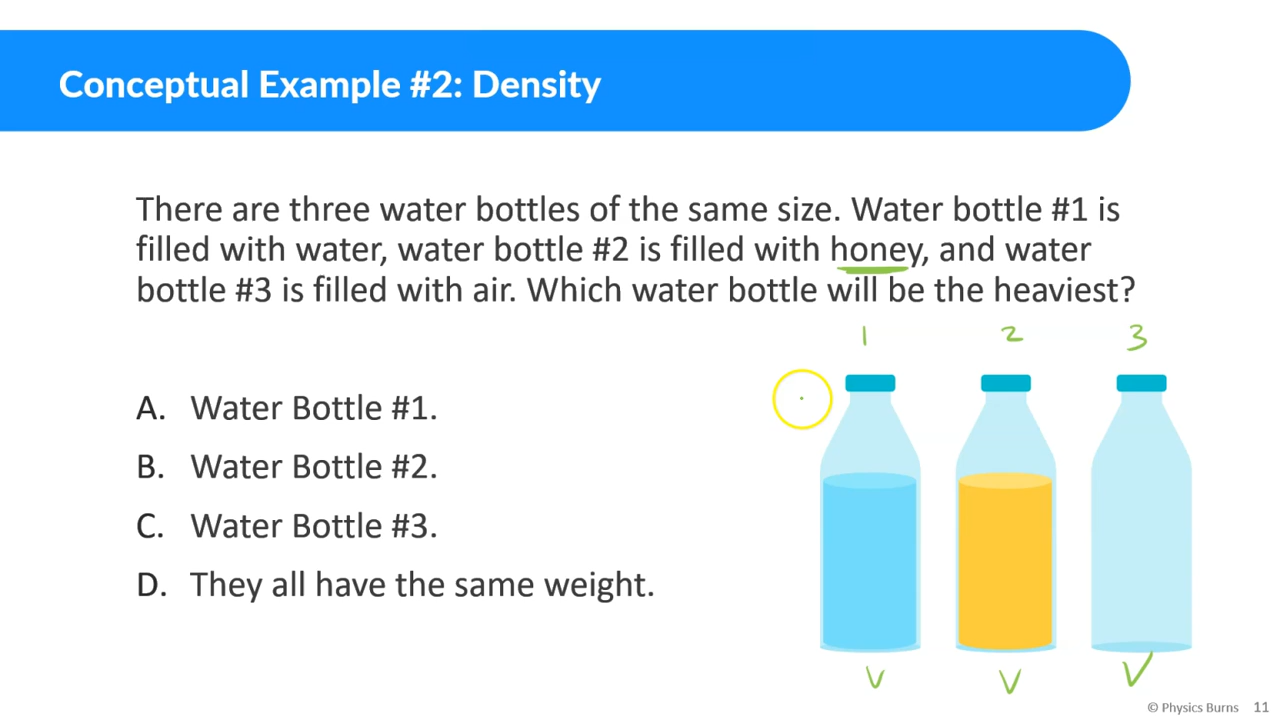 Conceptual Example #2: Density
There are three water bottles of the same size. Water bottle #1 is
filled with water, water bottle #2 is filled with honey, and water
bottle #3 is filled with air. Which water bottle will be the heaviest?
1 2 3
A. Water Bottle #1.
B. Water Bottle #2.
C. Water Bottle #3.
D. They all have the same weight.
V V V
© Physics Burns 11